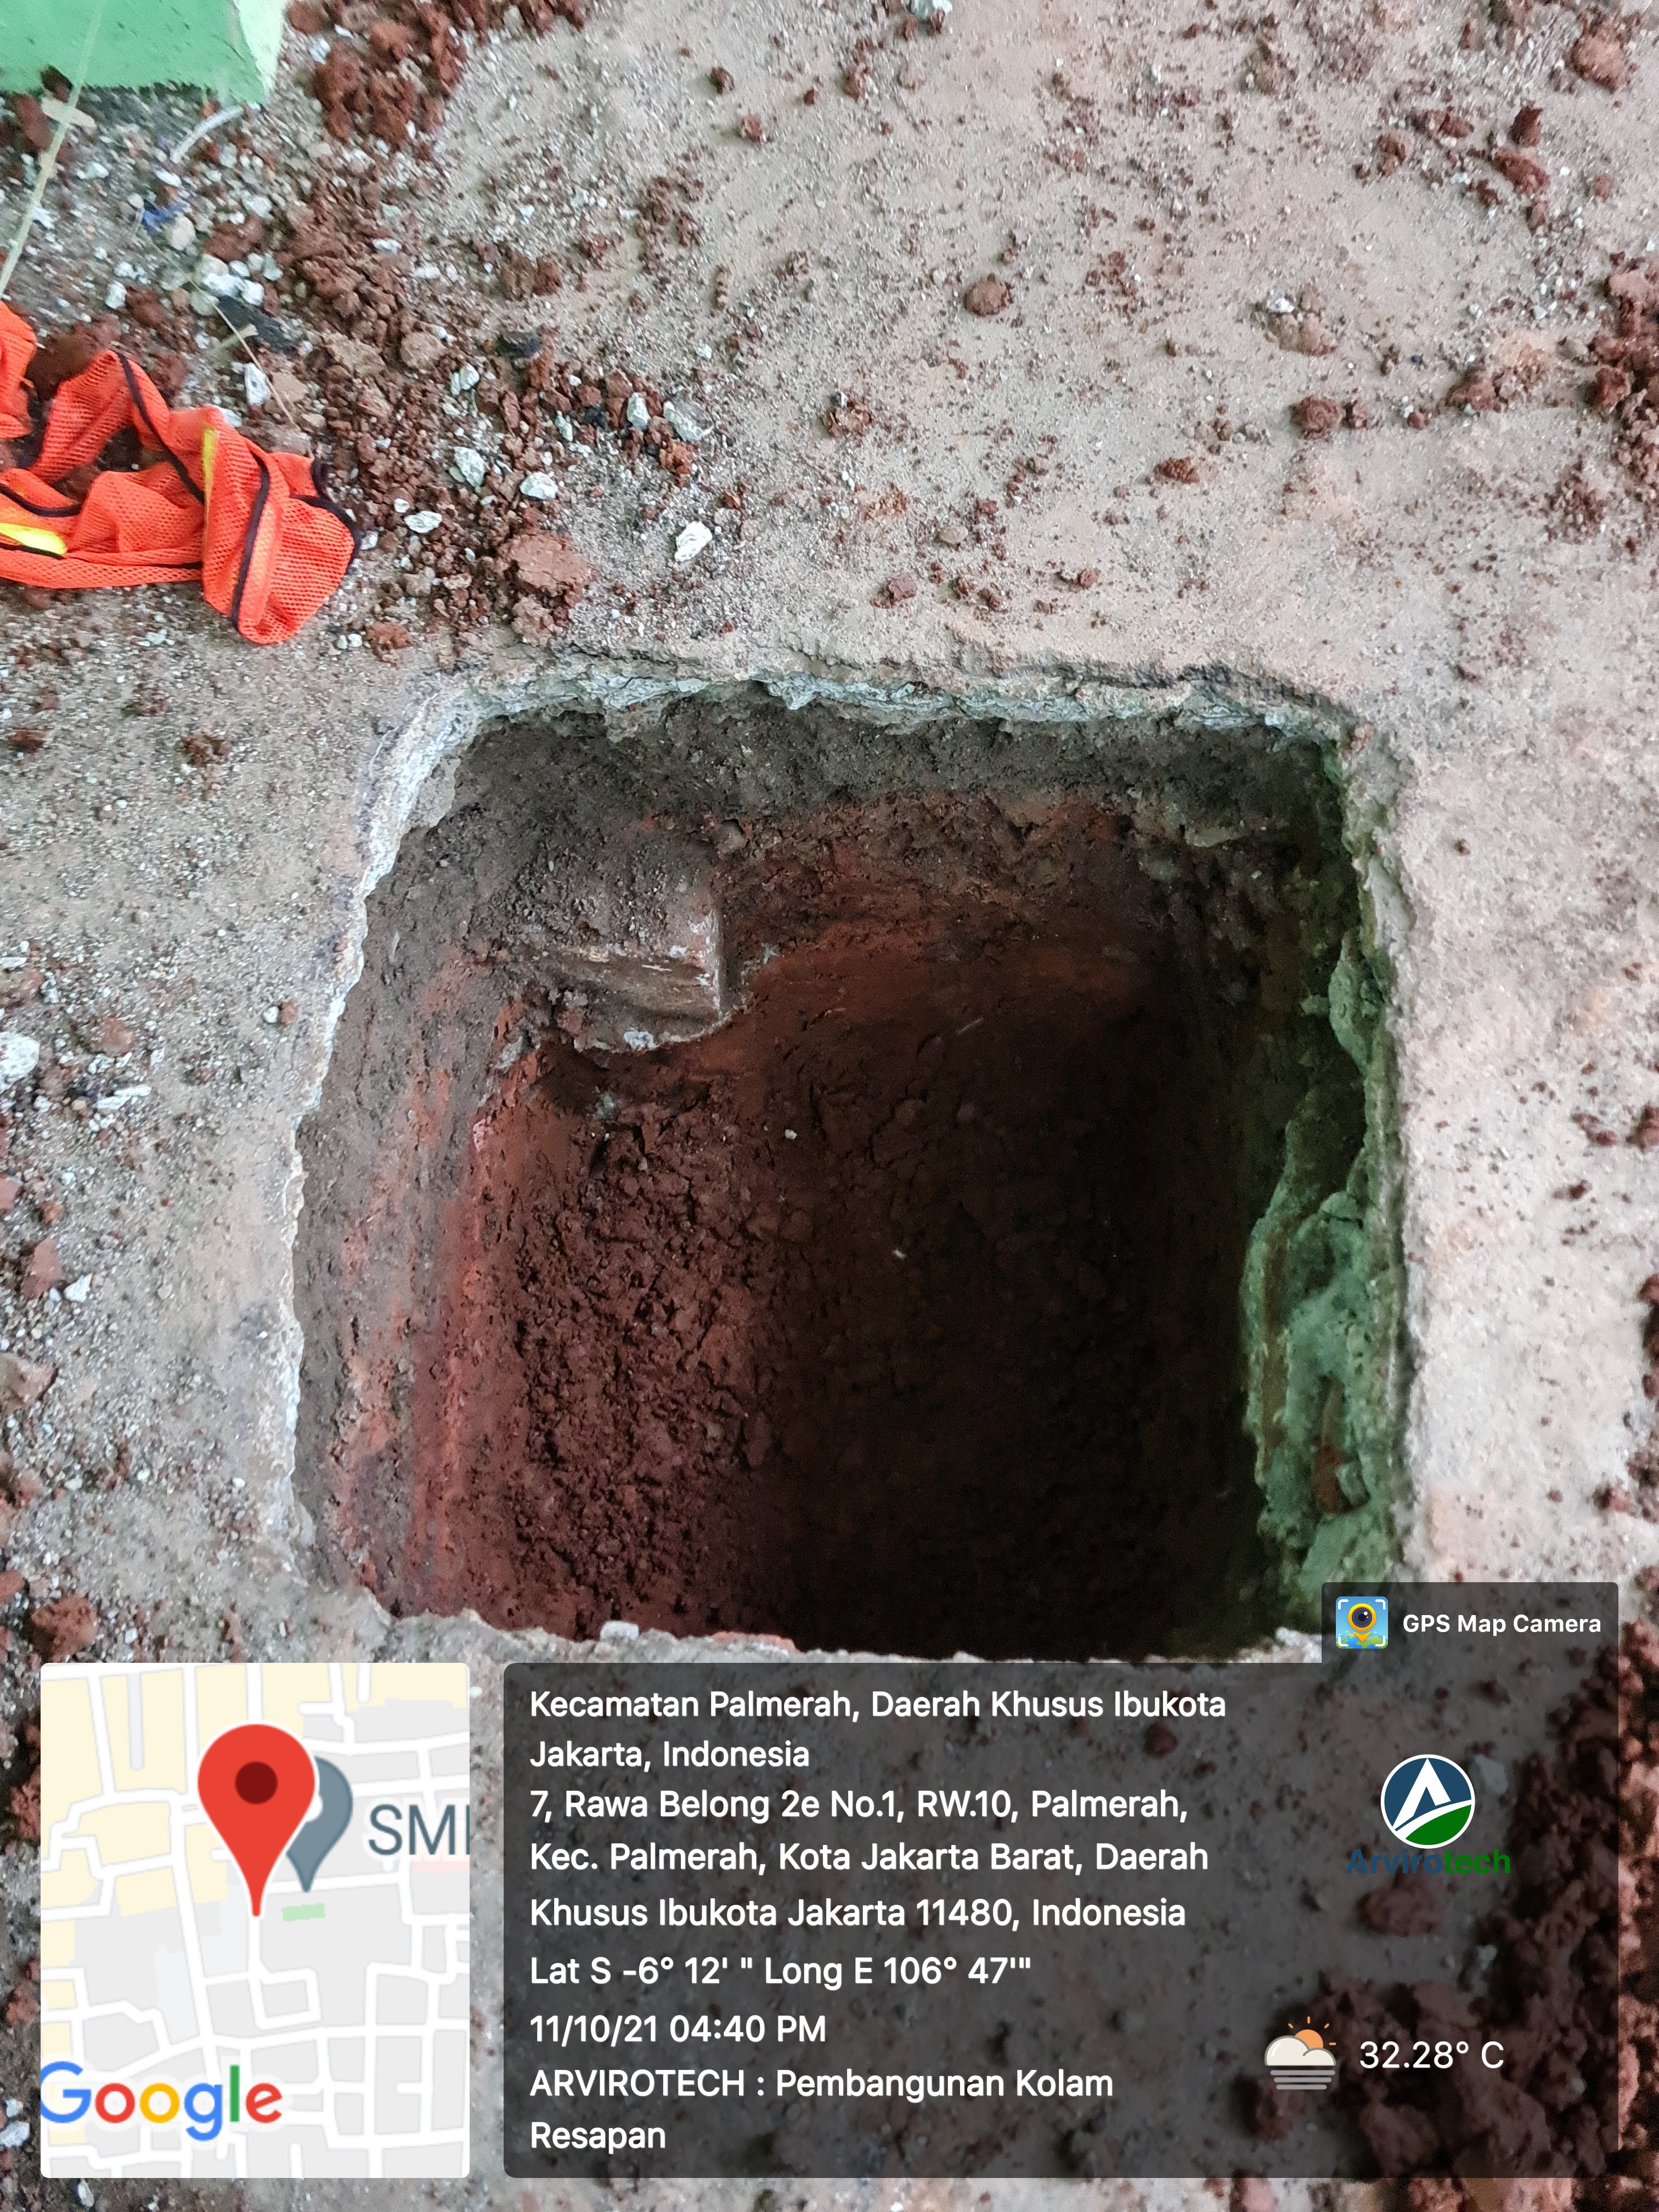 GPS Map Camera
Kecamatan Palmerah, Daerah Khusus Ibukota
Jakarta, Indonesia
7, Rawa Belong 2e No.1, RW.10, Palmerah,
Kec. Palmerah, Kota Jakarta Barat, Daerah
Khusus Ibukota Jakarta 11480, Indonesia
Lat S -6° 12' " Long E 106° 47'"
11/10/21 04:40 PM
ARVIROTECH : Pembangunan Kolam
Resapan
Arvirotech
32.28° C
SM
Google